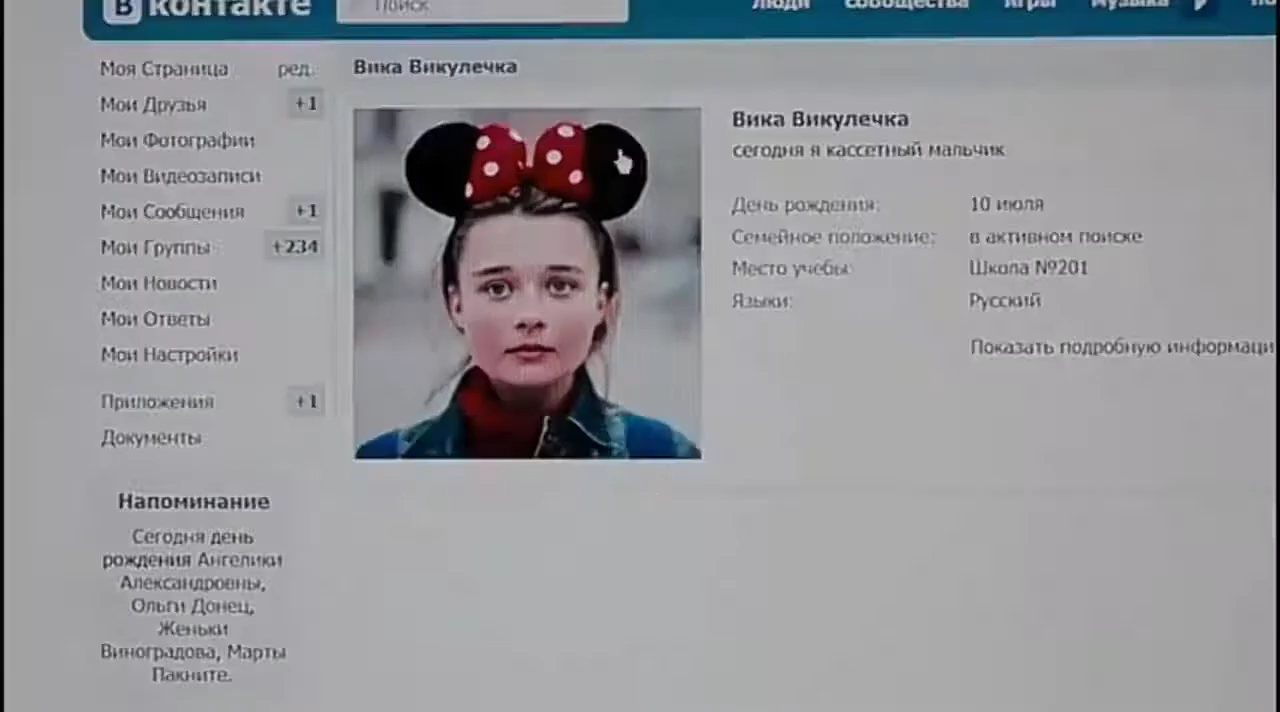 В контакте
Поиск
Люди сообщества Игры Музыка
Моя Страница ред.
Мои Друзья +1
Мои Фотографии
Мои Видеозаписи
Мои Сообщения +1
Мои Группы +234
Мои Новости
Мои Ответы
Мои Настройки
Приложения +1
Документы
Напоминание
Сегодня день
рождения Ангелики
Александровны,
Ольги Донец,
Женьки
Виноградова, Марты
Пакните.
Вика Викулечка
Вика Викулечка
сегодня я кассетный мальчик
День рождения: 10 июля
Семейное положение: в активном поиске
Место учебы: Школа №201
Языки: Русский
Показать подробную информаци